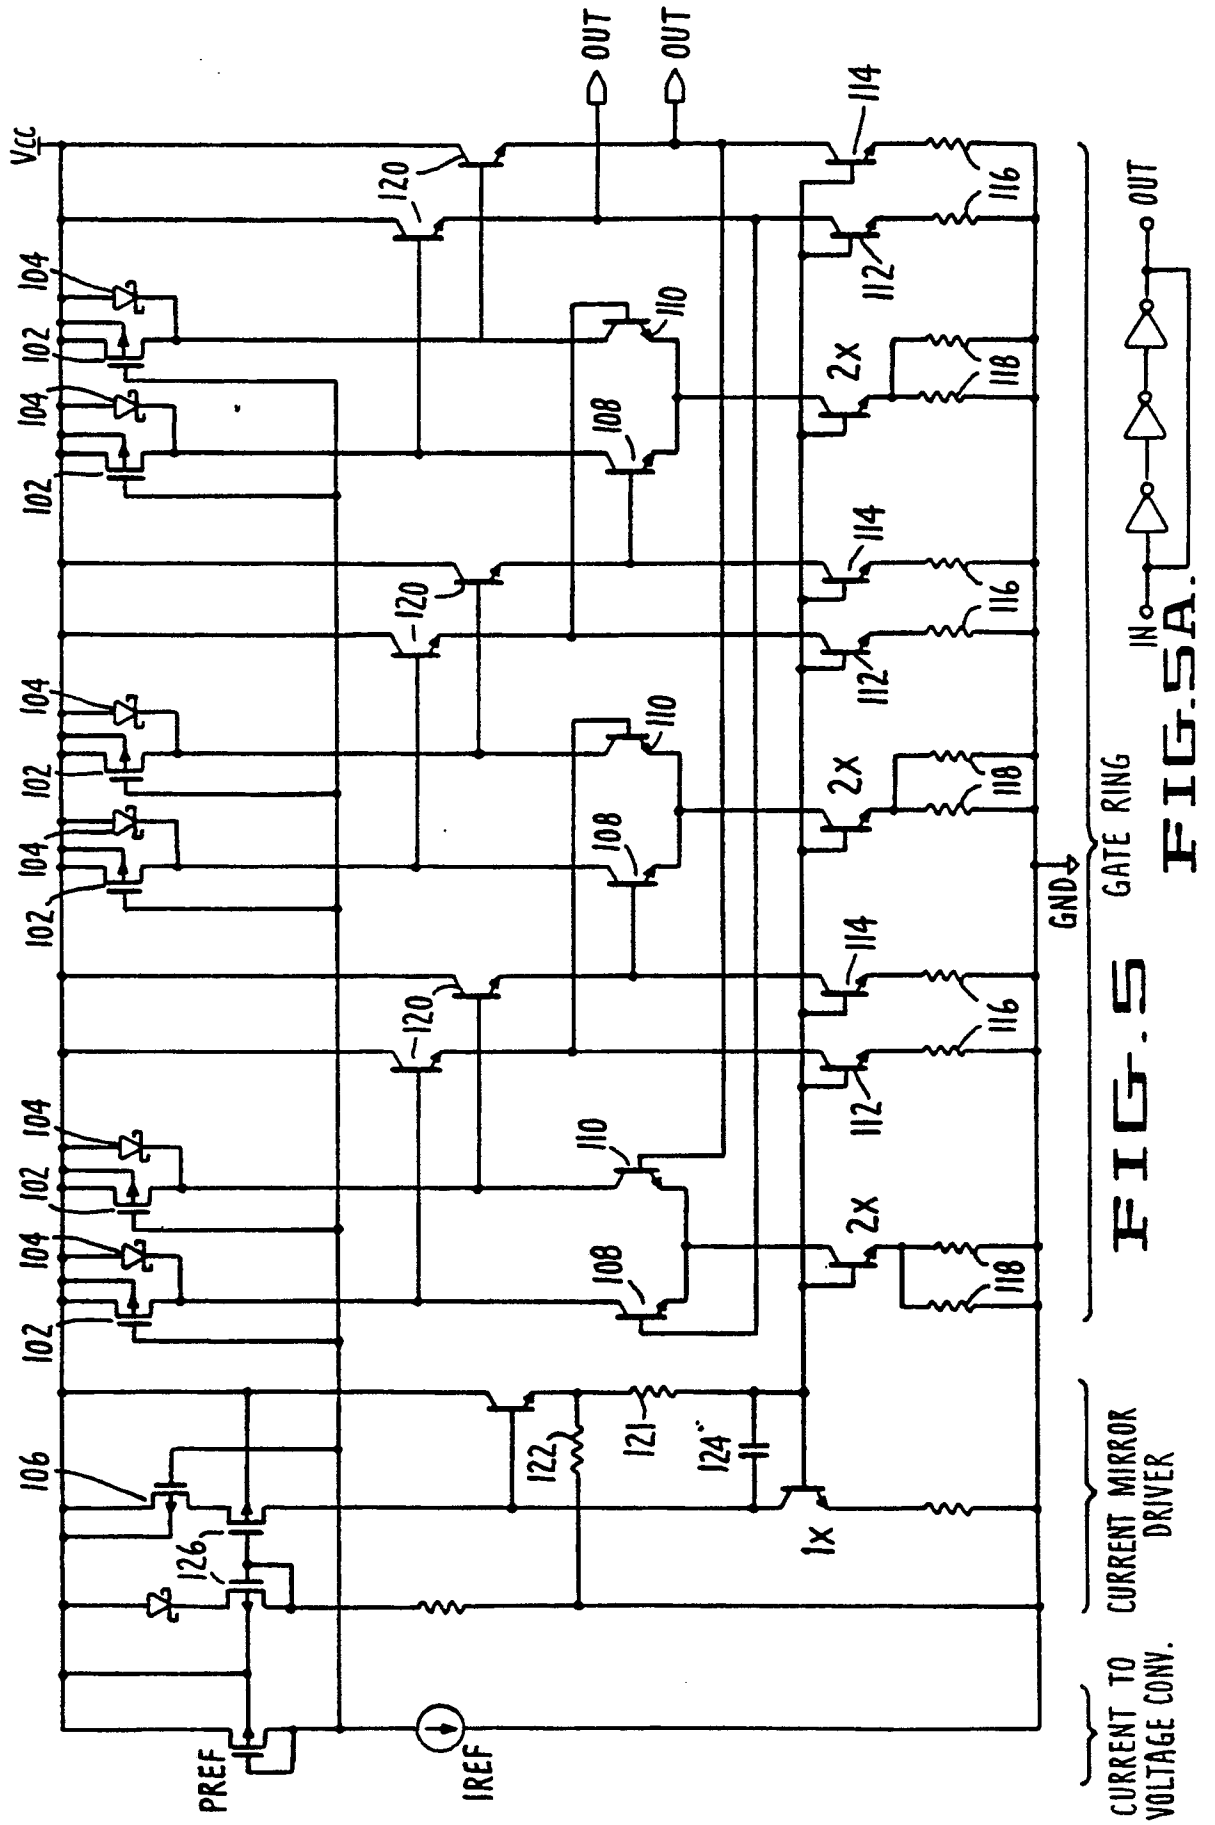 106
102
104
102
104
102
104
102
104
102
104
102
104
VCC
PREF
126
120
120
120
IREF
122
108
110
108
110
108
110
OUT
OUT
121
124
1X
2X
112
114
2X
112
114
2X
112
114
118
116
118
116
118
116
GND
CURRENT TO
VOLTAGE CONV.
CURRENT MIRROR
DRIVER
GATE RING
FIG. 5
IN
OUT
FIG. 5A.